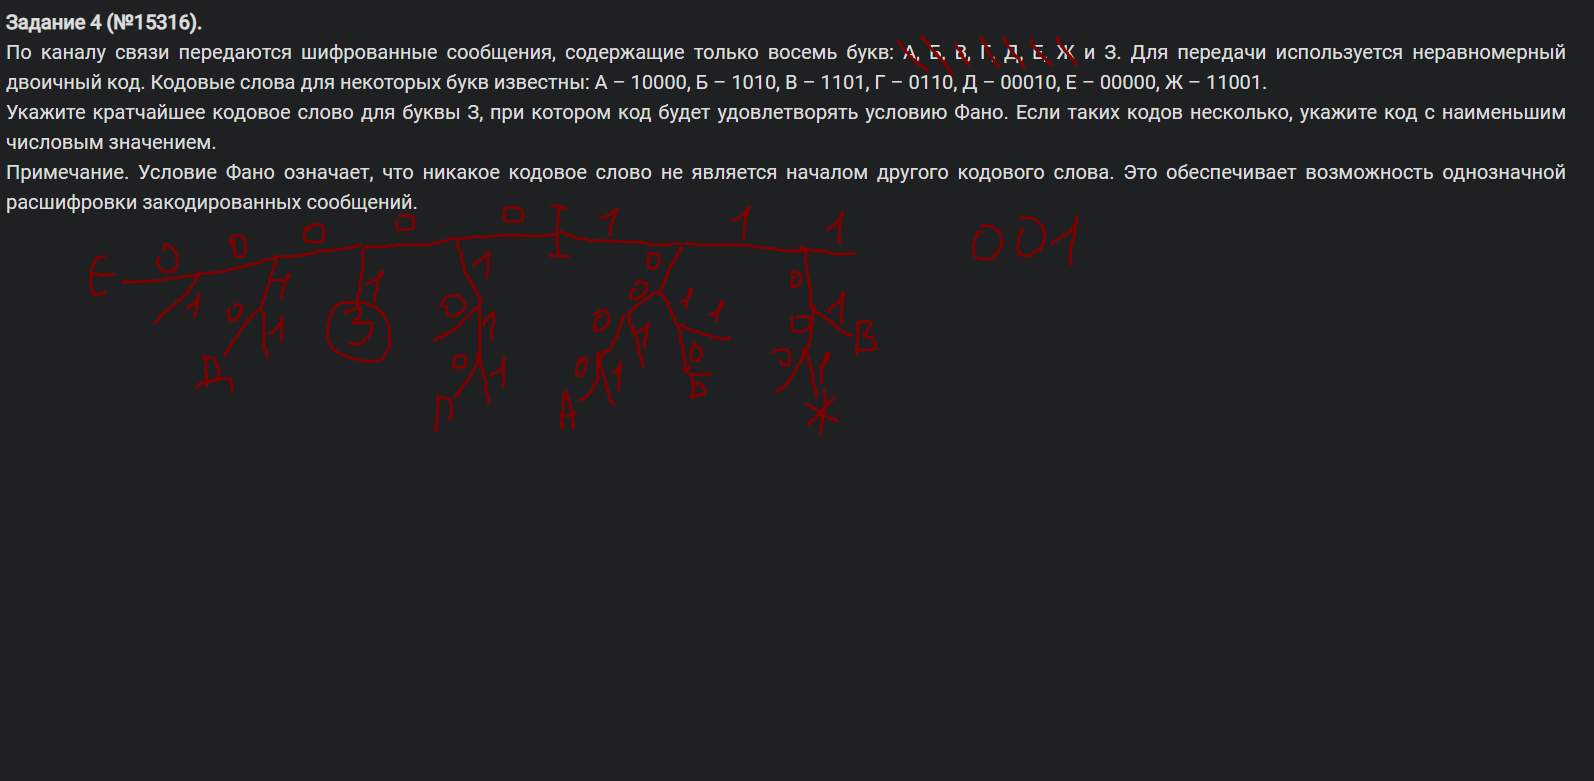 Задание 4 (№15316).
По каналу связи передаются шифрованные сообщения, содержащие только восемь букв: А, Б, В, Г, Д, Е, Ж и З. Для передачи используется неравномерный
двоичный код. Кодовые слова для некоторых букв известны: А – 10000, Б – 1010, В – 1101, Г – 0110, Д – 00010, Е – 00000, Ж – 11001.
Укажите кратчайшее кодовое слово для буквы З, при котором код будет удовлетворять условию Фано. Если таких кодов несколько, укажите код с наименьшим
числовым значением.
Примечание. Условие Фано означает, что никакое кодовое слово не является началом другого кодового слова. Это обеспечивает возможность однозначной
расшифровки закодированных сообщений.
0 0 0 0 0 1 1 1 001
Е 1 1 1 1 0 0
0 1 З 0 1 0 1 1 1 0 1 В
Д 0 1 0 1 0 Б 0 1
Г А Ж